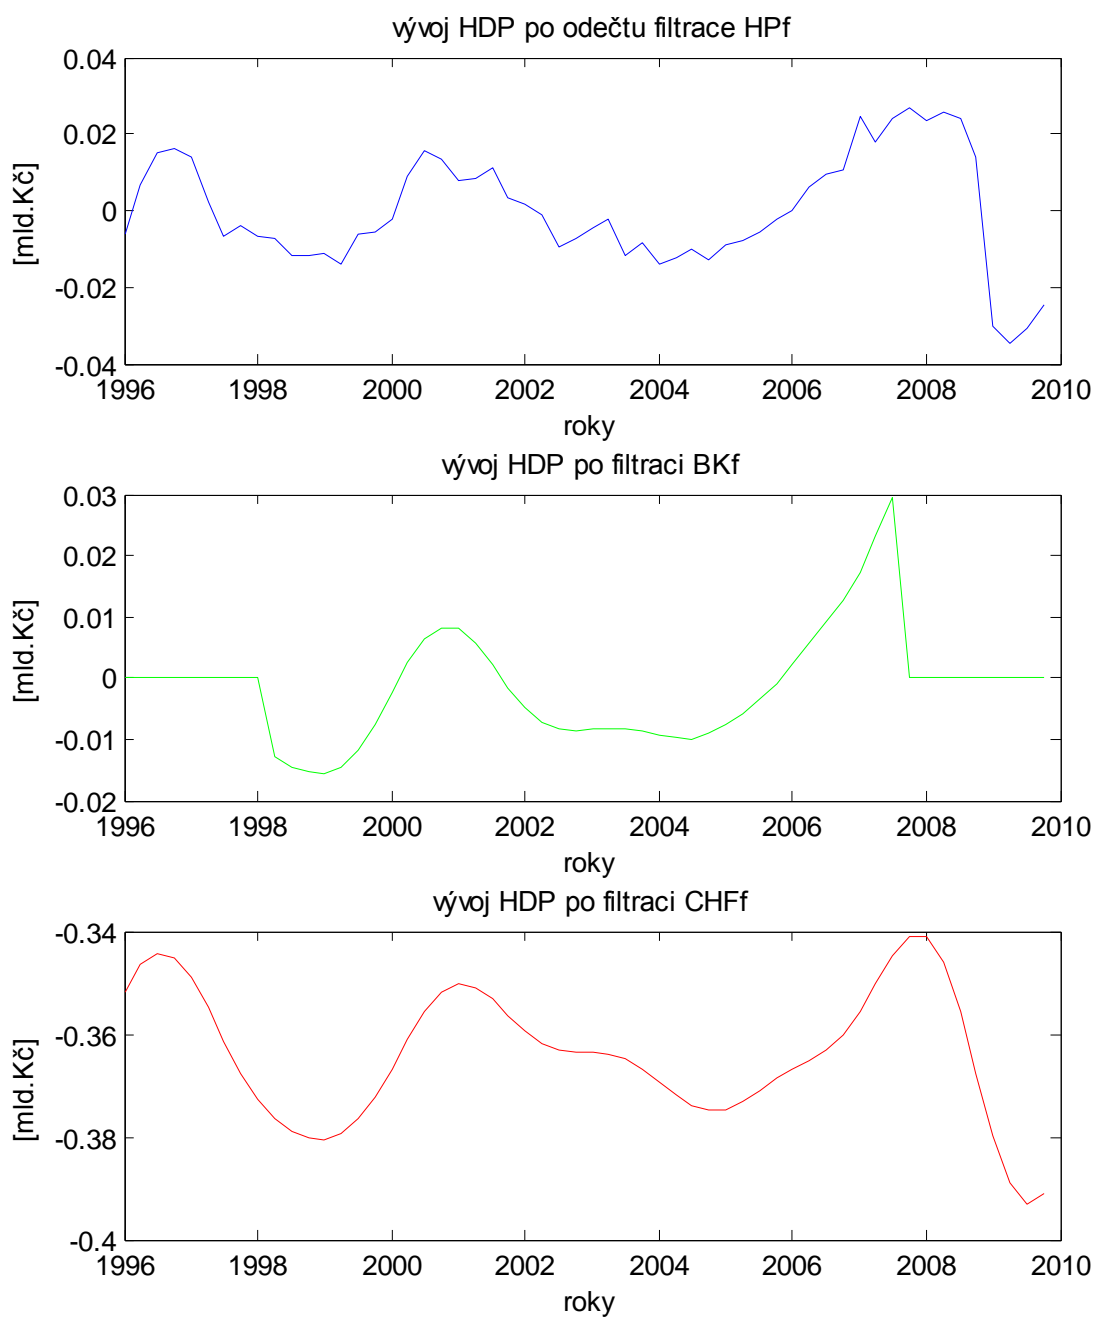 vývoj HDP po odečtu filtrace HPf
0.04
0.02
0
-0.02
-0.04
[mld.Kč]
1996 1998 2000 2002 2004 2006 2008 2010
roky
vývoj HDP po filtraci BKf
0.03
0.02
0.01
0
-0.01
-0.02
[mld.Kč]
1996 1998 2000 2002 2004 2006 2008 2010
roky
vývoj HDP po filtraci CHFf
-0.34
-0.36
-0.38
-0.4
[mld.Kč]
1996 1998 2000 2002 2004 2006 2008 2010
roky